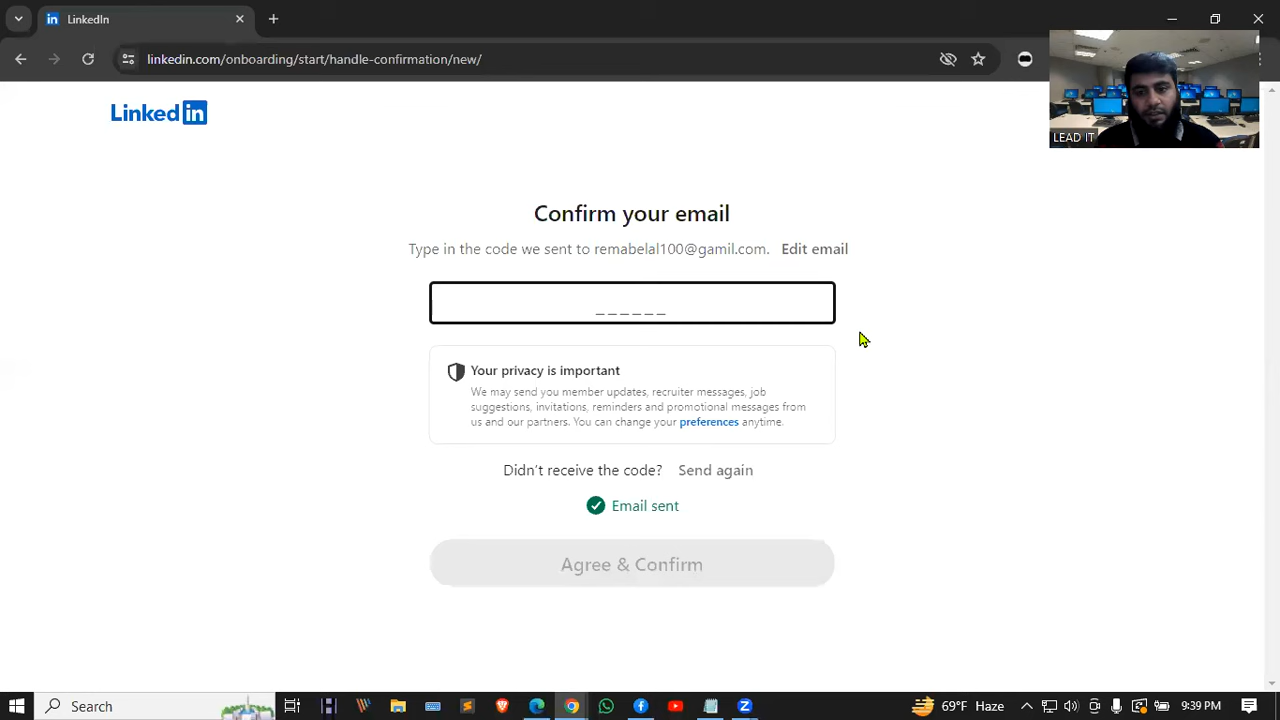 LinkedIn
linkedin.com/onboarding/start/handle-confirmation/new/
LEAD IT
Linked in
Confirm your email
Type in the code we sent to remabelal100@gamil.com. Edit email
Your privacy is important
We may send you member updates, recruiter messages, job
suggestions, invitations, reminders and promotional messages from
us and our partners. You can change your preferences anytime.
Didn't receive the code? Send again
Email sent
Agree & Confirm
Search
69°F Haze
9:39 PM